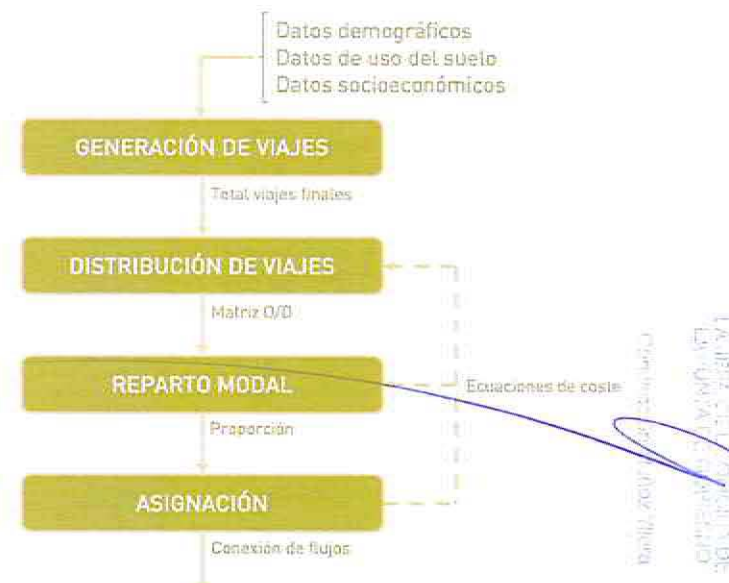 Datos demográficos
Datos de uso del suelo
Datos socioeconómicos
GENERACIÓN DE VIAJES
Total viajes finales
DISTRIBUCIÓN DE VIAJES
Matriz O/D
REPARTO MODAL
Ecuaciones de coste
Proporción
ASIGNACIÓN
Conexión de flujos